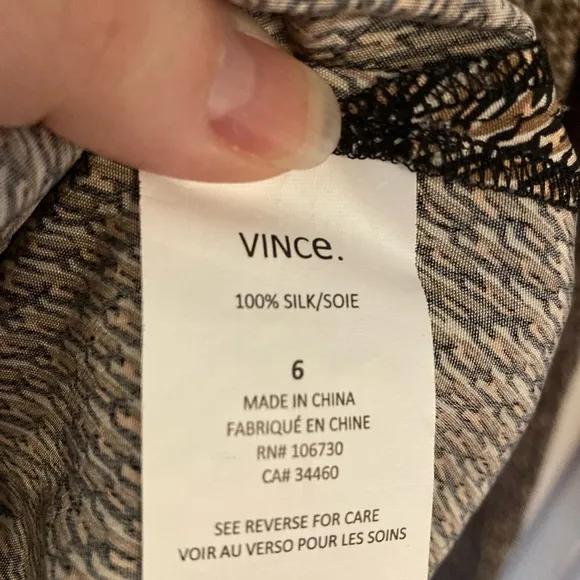 VINce.
100% SILK/SOIE
6
MADE IN CHINA
FABRIQUÉ EN CHINE
RN# 106730
CA# 34460
SEE REVERSE FOR CARE
VOIR AU VERSO POUR LES SOINS